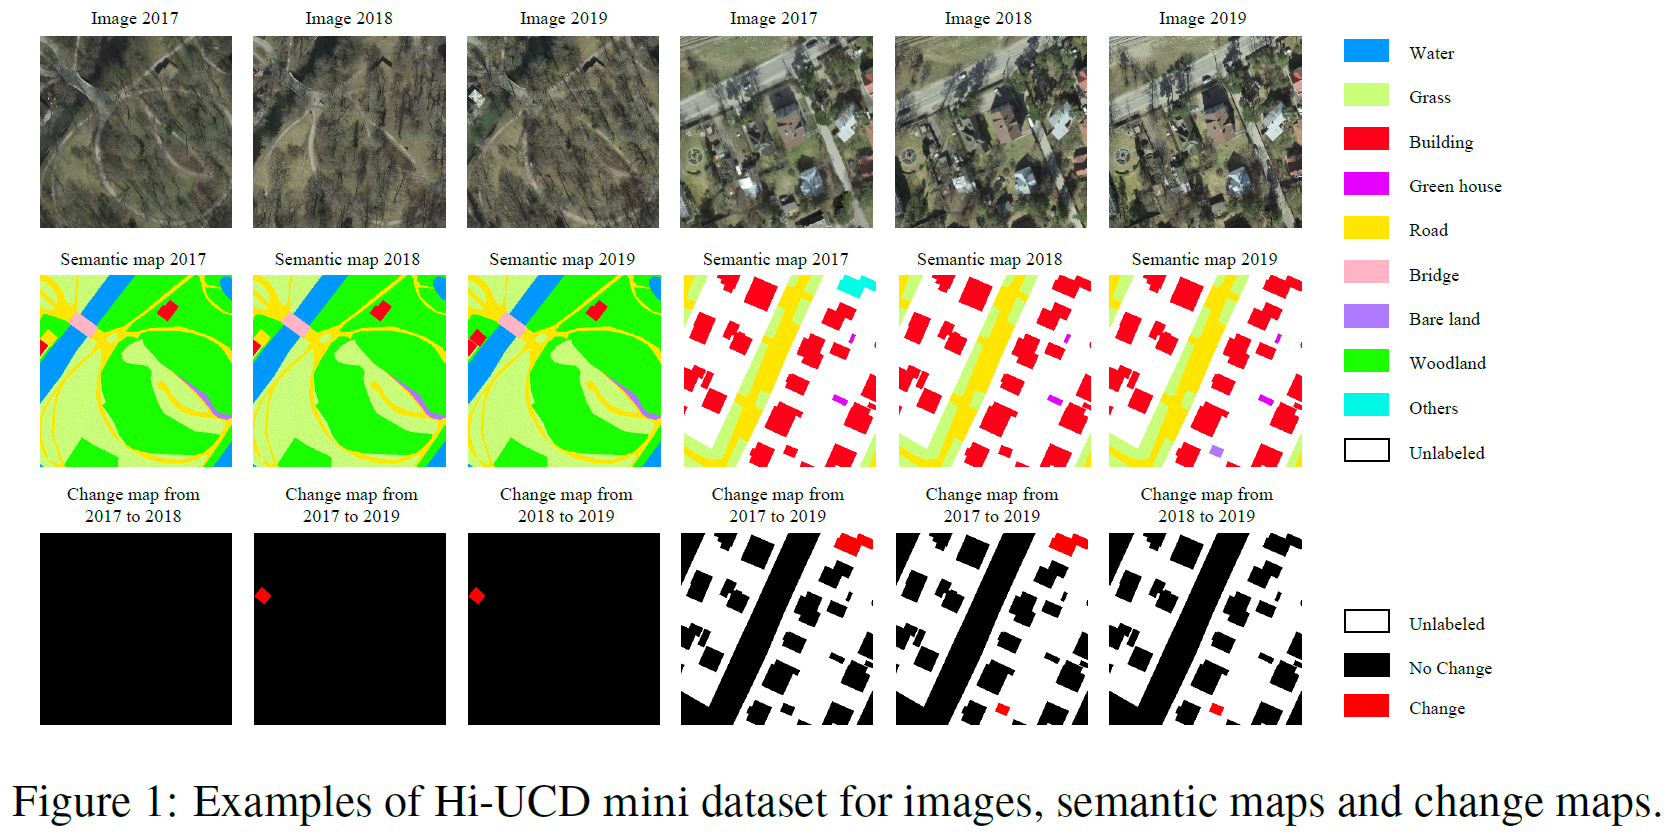 Image 2017
Image 2018
Image 2019
Image 2017
Image 2018
Image 2019
Water
Grass
Building
Green house
Road
Bridge
Bare land
Woodland
Others
Unlabeled
Semantic map 2017
Semantic map 2018
Semantic map 2019
Semantic map 2017
Semantic map 2018
Semantic map 2019
Change map from
2017 to 2018
Change map from
2017 to 2019
Change map from
2018 to 2019
Change map from
2017 to 2019
Change map from
2017 to 2019
Change map from
2018 to 2019
Unlabeled
No Change
Change
Figure 1: Examples of Hi-UCD mini dataset for images, semantic maps and change maps.